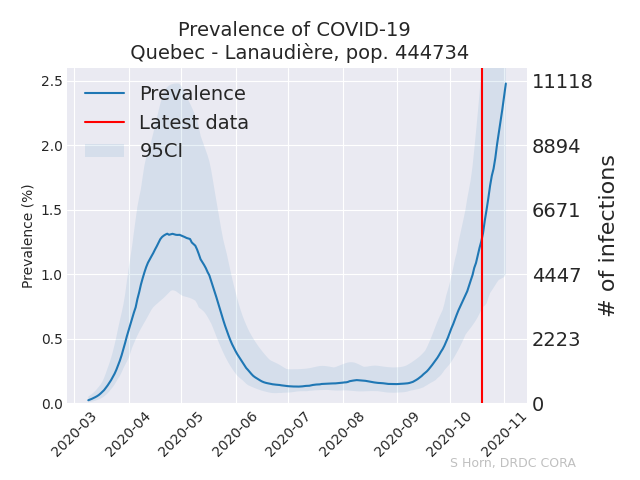 Prevalence of COVID-19
Quebec - Lanaudière, pop. 444734
Prevalence
Latest data
95CI
Prevalence (%)
2.5
2.0
1.5
1.0
0.5
0.0
11118
8894
6671
4447
2223
0
# of infections
2020-03
2020-04
2020-05
2020-06
2020-07
2020-08
2020-09
2020-10
2020-11
S Horn, DRDC CORA